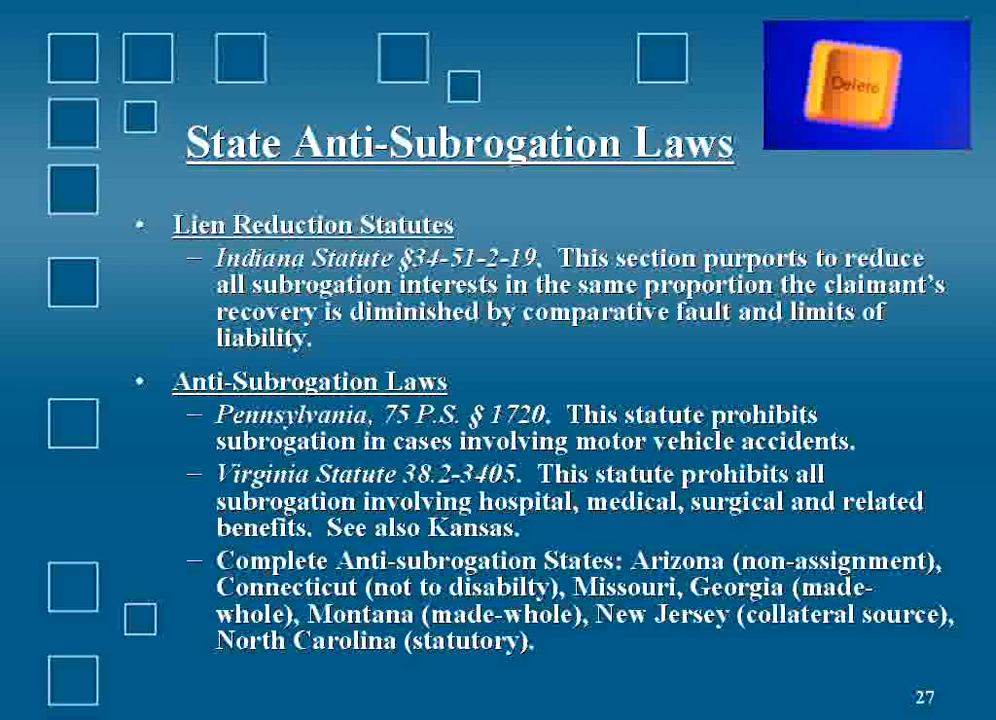 Delete
State Anti-Subrogation Laws
• Lien Reduction Statutes
– Indiana Statute §34-51-2-19. This section purports to reduce
all subrogation interests in the same proportion the claimant's
recovery is diminished by comparative fault and limits of
liability.
• Anti-Subrogation Laws
– Pennsylvania, 75 P.S. § 1720. This statute prohibits
subrogation in cases involving motor vehicle accidents.
– Virginia Statute 38.2-3405. This statute prohibits all
subrogation involving hospital, medical, surgical and related
benefits. See also Kansas.
– Complete Anti-subrogation States: Arizona (non-assignment),
Connecticut (not to disabilty), Missouri, Georgia (made-
whole), Montana (made-whole), New Jersey (collateral source),
North Carolina (statutory).
27